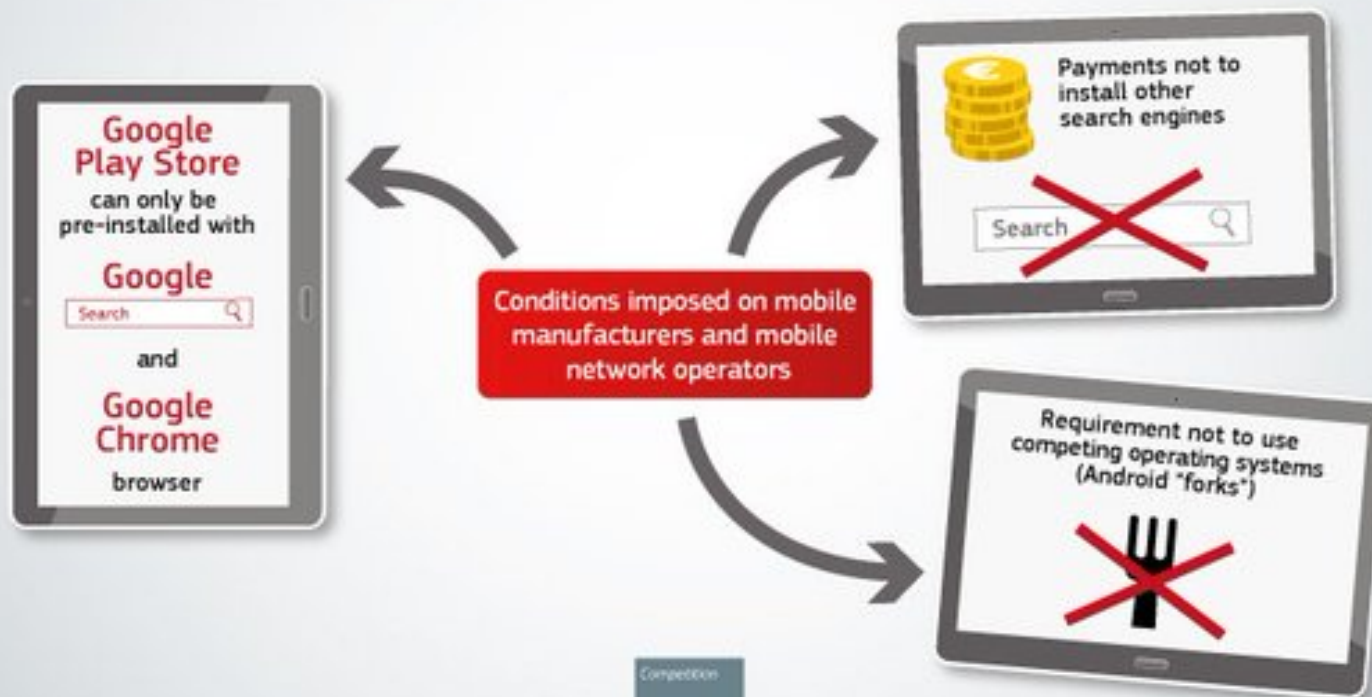 Google
Play Store
can only be
pre-installed with
Google
Search
and
Google
Chrome
browser
Conditions imposed on mobile
manufacturers and mobile
network operators
Payments not to
install other
search engines
Search
Requirement not to use
competing operating systems
(Android "forks")
Competition